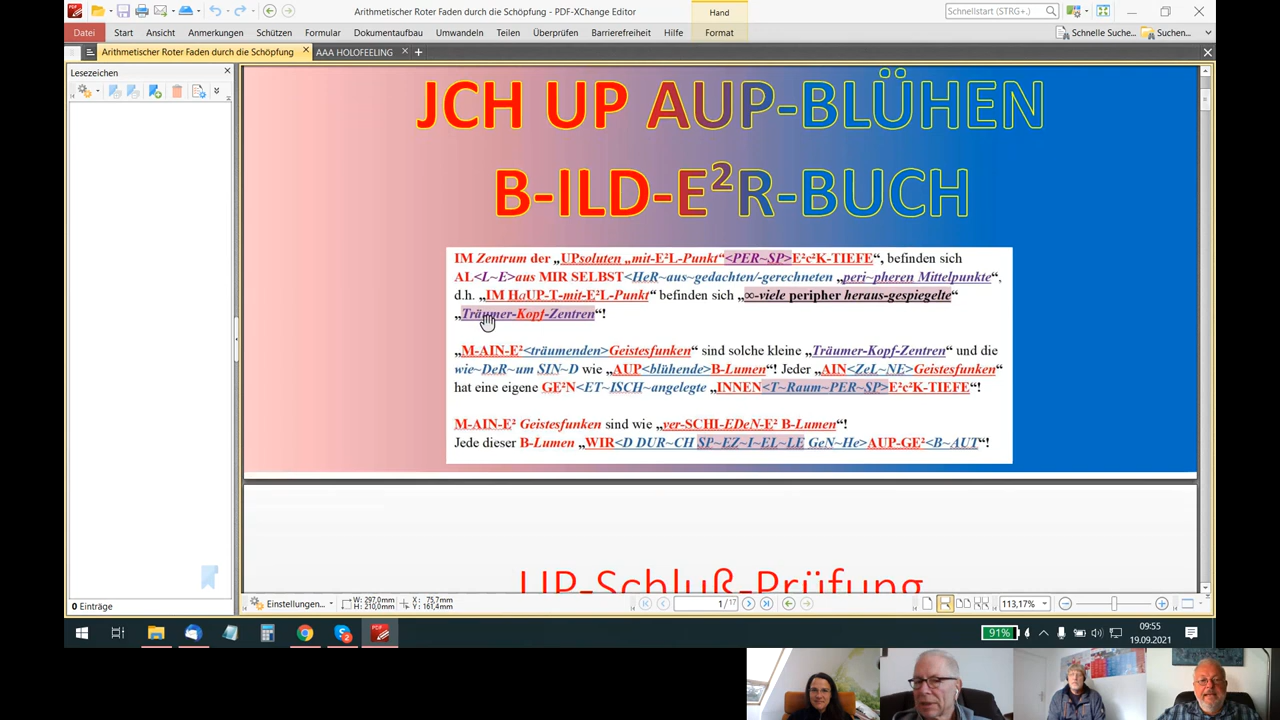 Arithmetischer Roter Faden durch die Schöpfung - PDF-XChange Editor
Hand
Schnellstart (STRG+.)
Datei Start Ansicht Anmerkungen Schützen Formular Dokumentaufbau Umwandeln Teilen Überprüfen Barrierefreiheit Hilfe Format Schnelle Suche... Suchen...
Arithmetischer Roter Faden durch die Schöpfung × AAA HOLOFEELING × +
Lesezeichen
JCH UP AUP-BLÜHEN
B-ILD-E²R-BUCH
IM Zentrum der „UPsoluten „mit-E²L-Punkt“<PER~SP>E²c²K-TIEFE“, befinden sich
AL<L~E>aus MIR SELBST<HeR~aus~gedachten/-gerechneten „peri~pheren Mittelpunkte“,
d.h. „IM HaUP-T-mit-E²L-Punkt“ befinden sich „∞-viele peripher heraus-gespiegelte“
„Träumer-Kopf-Zentren“!
„M-AIN-E²<träumenden>Geistesfunken“ sind solche kleine „Träumer-Kopf-Zentren“ und die
wie~DeR~um SIN~D wie „AUP<blühende>B-Lumen“! Jeder „AIN<ZeL~NE>Geistesfunken“
hat eine eigene GE²N<ET~ISCH~angelegte „INNEN<T~Raum~PER~SP>E²c²K-TIEFE“!
M-AIN-E² Geistesfunken sind wie „ver-SCHI-EDeN-E² B-Lumen“!
Jede dieser B-Lumen „WIR<D DUR~CH SP~EZ~I~EL~LE GeN~He>AUP-GE²<B~AUT“!
UP-Schluß-Prüfung
0 Einträge
Einstellungen...
W: 297,0mm
H: 210,0mm
X: 75,7mm
Y: 161,4mm
1/17
113,17%
91%
09:55
19.09.2021